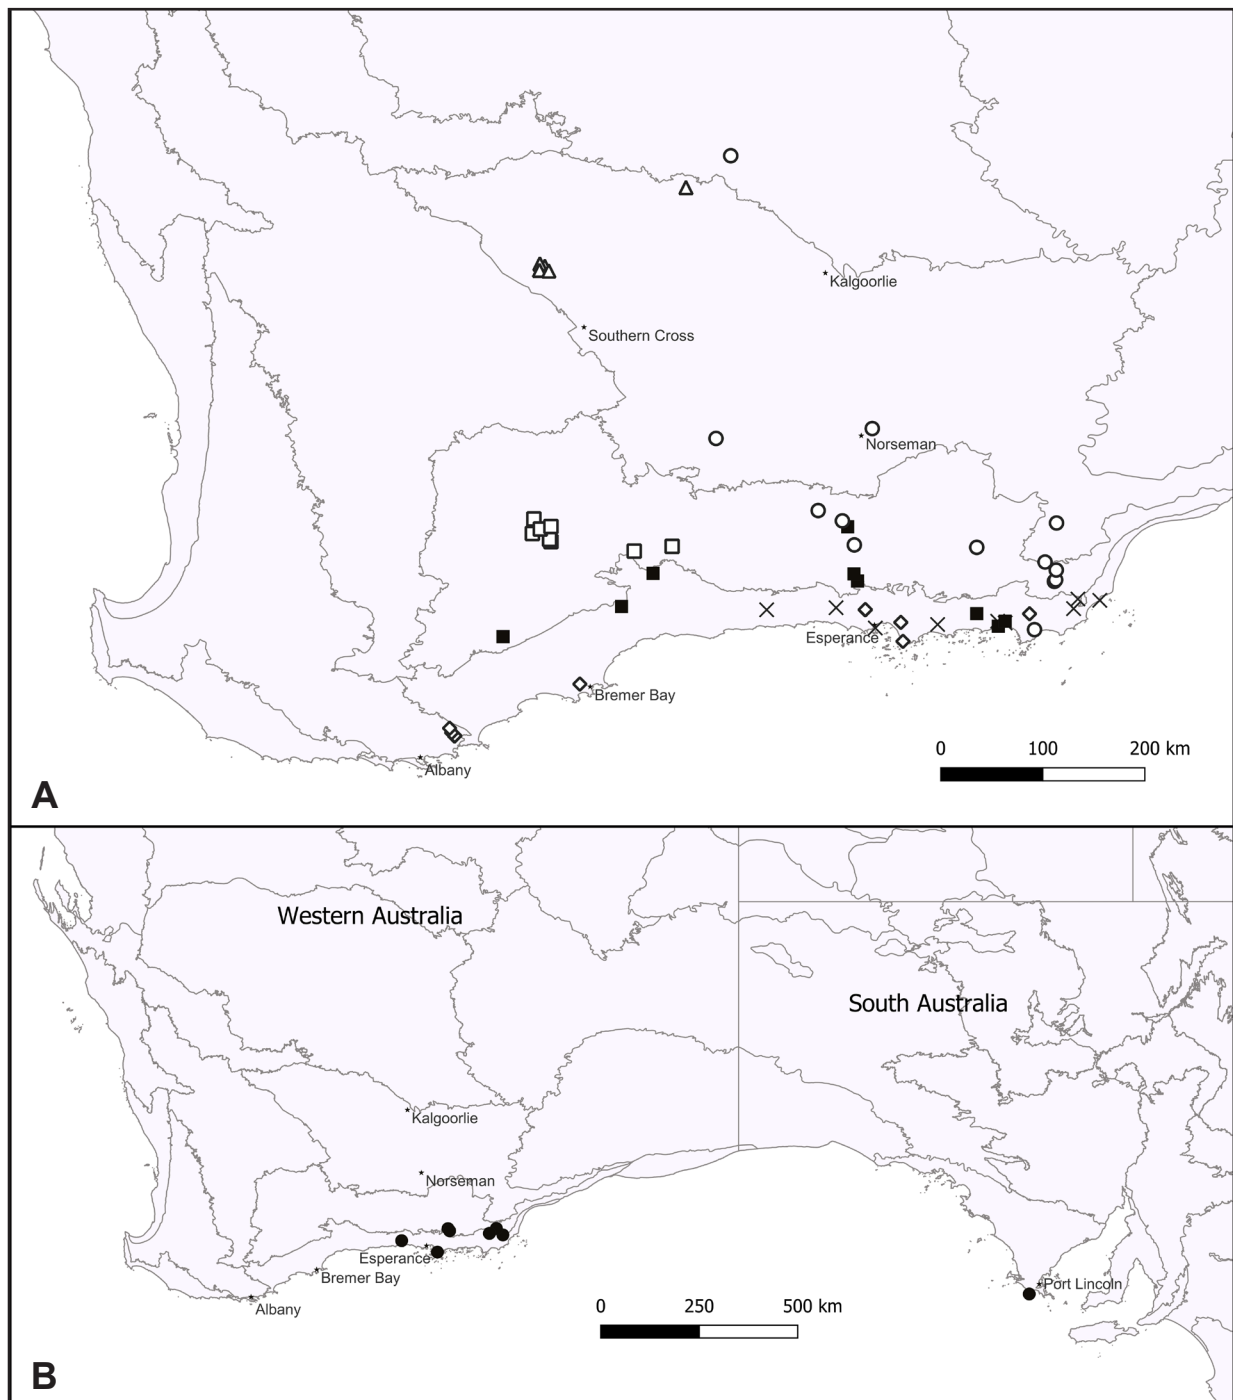 Kalgoorlie
Southern Cross
Norseman
Esperance
Bremer Bay
0 100 200 km
Albany
A
Western Australia
South Australia
Kalgoorlie
Norseman
Esperance
Bremer Bay
Port Lincoln
Albany
0 250 500 km
B